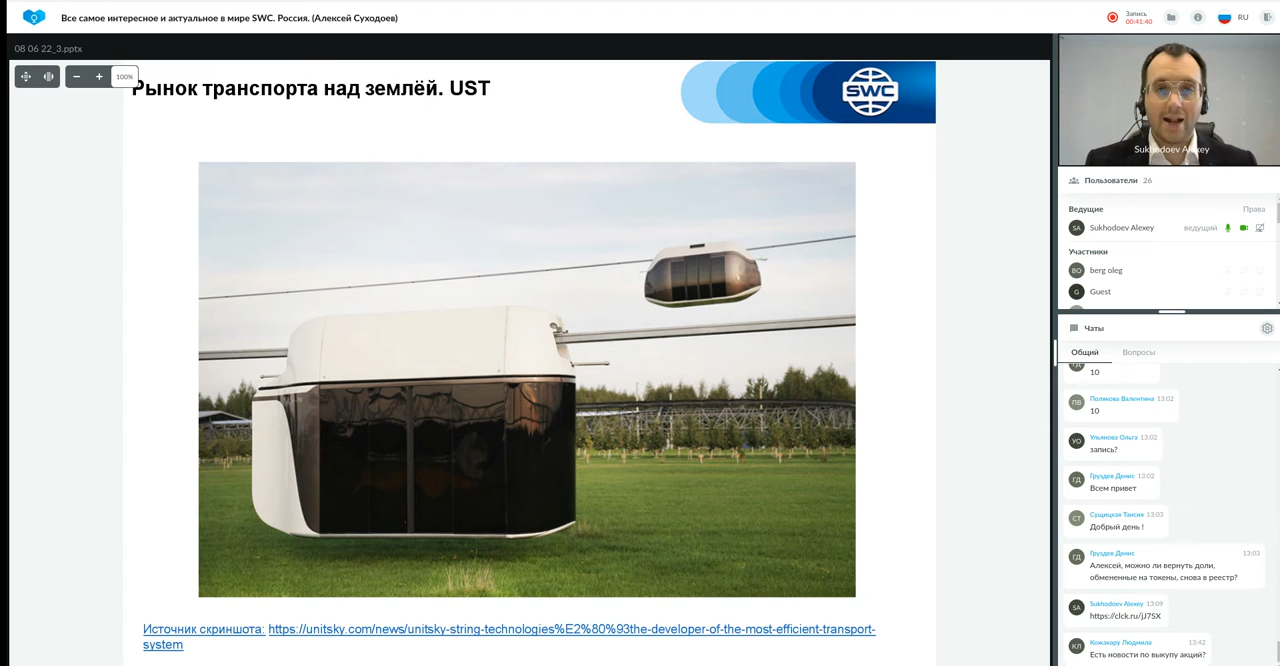 Все самое интересное и актуальное в мире SWC. Россия. (Алексей Суходоев)
Запись
00:41:40
RU
08 06 22_3.pptx
100%
Рынок транспорта над землёй. UST
SWC
Источник скриншота: https://unitsky.com/news/unitsky-string-technologies%E2%80%93the-developer-of-the-most-efficient-transport-
system
Sukhodoev Alexey
Пользователи 26
Ведущие Права
SA Sukhodoev Alexey ведущий
Участники
BO berg oleg
G Guest
Чаты
Общий Вопросы
ГД
10
ПВ Полякова Валентина 13:02
10
УО Ульянова Ольга 13:02
запись?
ГД Груздев Денис 13:02
Всем привет
СТ Сущицкая Таисия 13:03
Добрый день !
ГД Груздев Денис 13:03
Алексей, можно ли вернуть доли,
обмененные на токены, снова в реестр?
SA Sukhodoev Alexey 13:09
https://clck.ru/jJ7SX
КЛ Кожакару Людмила 13:42
Есть новости по выкупу акций?